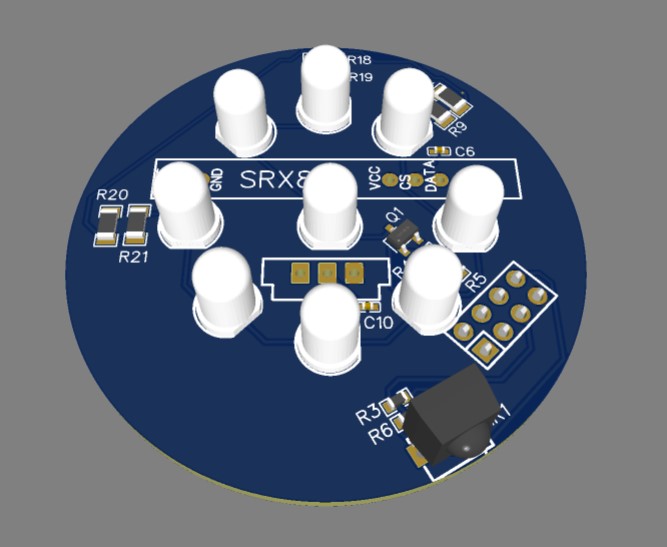 R18
R19
R9
C6
GND
SRX8
VCC
CS
DATA
R20
R21
Q1
R5
C10
R3
R6